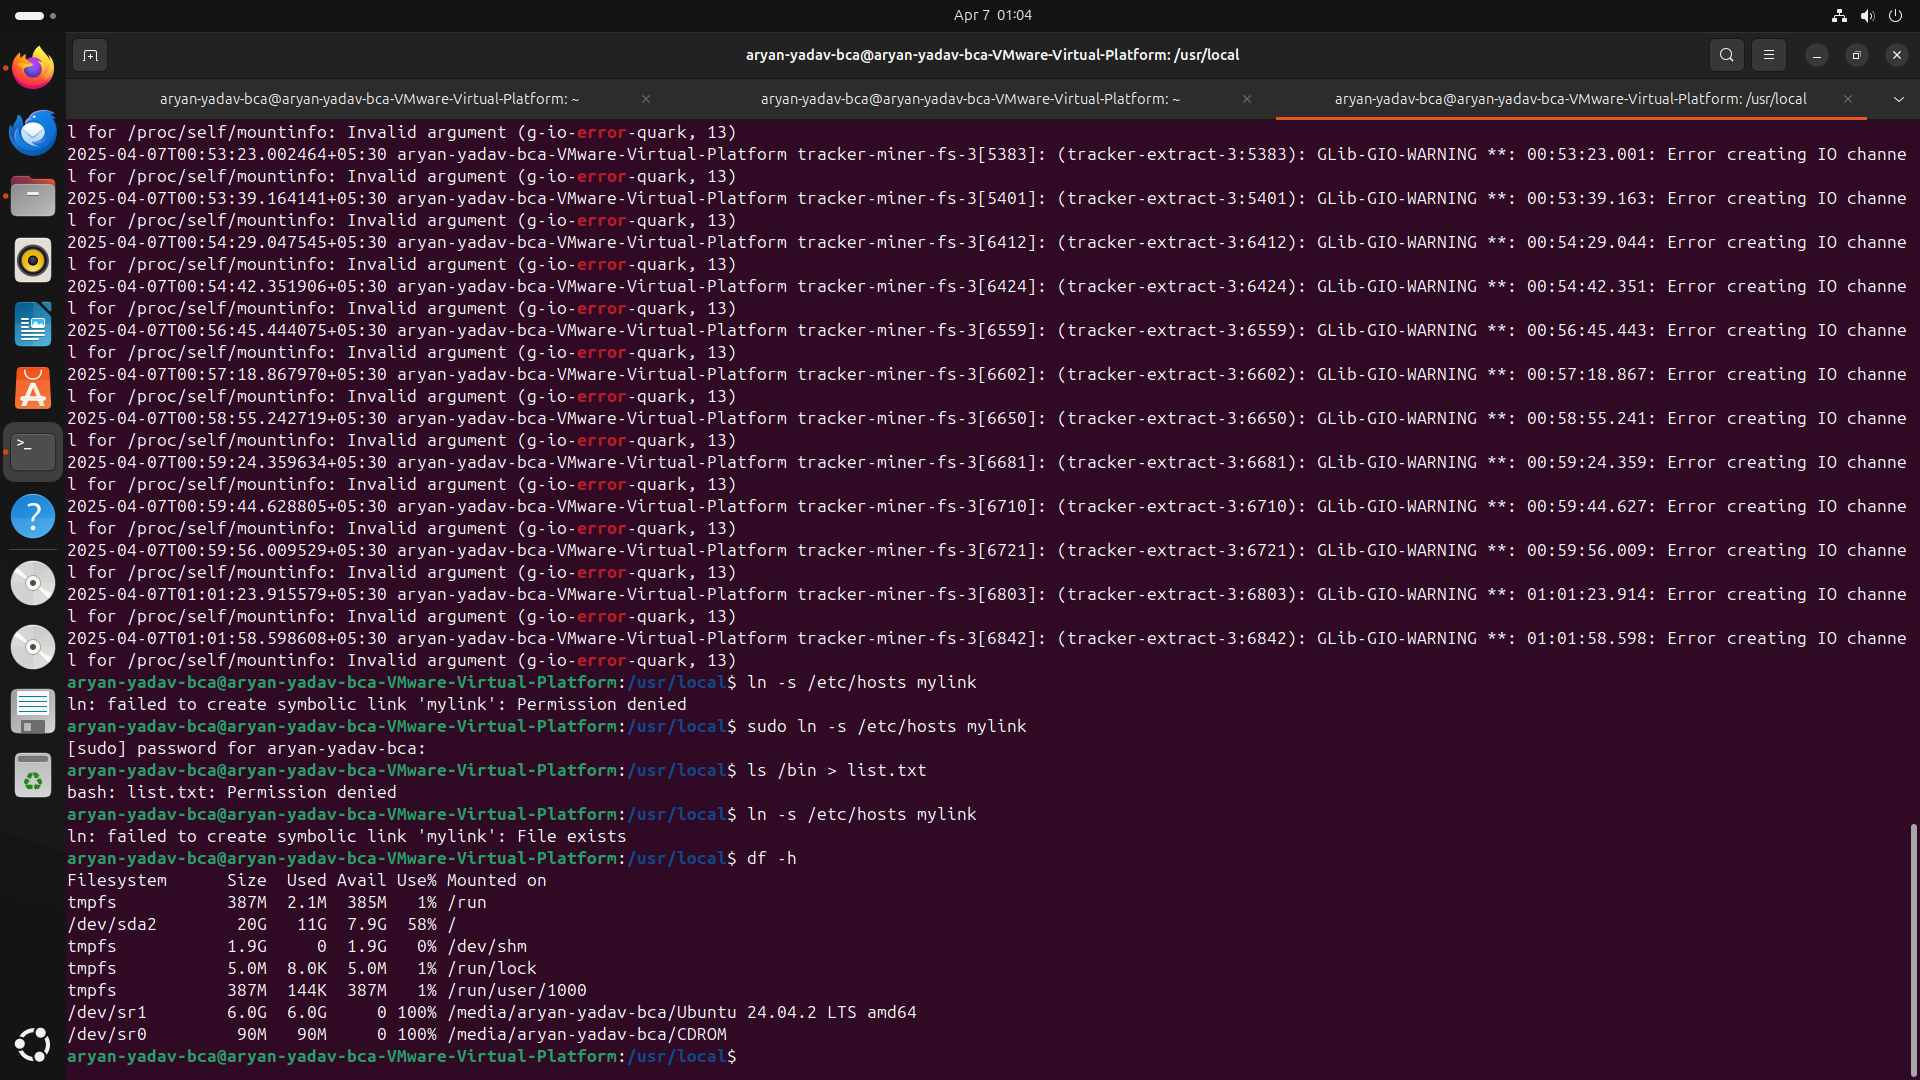 Apr 7 01:04
aryan-yadav-bca@aryan-yadav-bca-VMware-Virtual-Platform: /usr/local
aryan-yadav-bca@aryan-yadav-bca-VMware-Virtual-Platform: ~
aryan-yadav-bca@aryan-yadav-bca-VMware-Virtual-Platform: ~
aryan-yadav-bca@aryan-yadav-bca-VMware-Virtual-Platform: /usr/local
l for /proc/self/mountinfo: Invalid argument (g-io-error-quark, 13)
2025-04-07T00:53:23.002464+05:30 aryan-yadav-bca-VMware-Virtual-Platform tracker-miner-fs-3[5383]: (tracker-extract-3:5383): GLib-GIO-WARNING **: 00:53:23.001: Error creating IO channe
l for /proc/self/mountinfo: Invalid argument (g-io-error-quark, 13)
2025-04-07T00:53:39.164141+05:30 aryan-yadav-bca-VMware-Virtual-Platform tracker-miner-fs-3[5401]: (tracker-extract-3:5401): GLib-GIO-WARNING **: 00:53:39.163: Error creating IO channe
l for /proc/self/mountinfo: Invalid argument (g-io-error-quark, 13)
2025-04-07T00:54:29.047545+05:30 aryan-yadav-bca-VMware-Virtual-Platform tracker-miner-fs-3[6412]: (tracker-extract-3:6412): GLib-GIO-WARNING **: 00:54:29.044: Error creating IO channe
l for /proc/self/mountinfo: Invalid argument (g-io-error-quark, 13)
2025-04-07T00:54:42.351906+05:30 aryan-yadav-bca-VMware-Virtual-Platform tracker-miner-fs-3[6424]: (tracker-extract-3:6424): GLib-GIO-WARNING **: 00:54:42.351: Error creating IO channe
l for /proc/self/mountinfo: Invalid argument (g-io-error-quark, 13)
2025-04-07T00:56:45.444075+05:30 aryan-yadav-bca-VMware-Virtual-Platform tracker-miner-fs-3[6559]: (tracker-extract-3:6559): GLib-GIO-WARNING **: 00:56:45.443: Error creating IO channe
l for /proc/self/mountinfo: Invalid argument (g-io-error-quark, 13)
2025-04-07T00:57:18.867970+05:30 aryan-yadav-bca-VMware-Virtual-Platform tracker-miner-fs-3[6602]: (tracker-extract-3:6602): GLib-GIO-WARNING **: 00:57:18.867: Error creating IO channe
l for /proc/self/mountinfo: Invalid argument (g-io-error-quark, 13)
2025-04-07T00:58:55.242719+05:30 aryan-yadav-bca-VMware-Virtual-Platform tracker-miner-fs-3[6650]: (tracker-extract-3:6650): GLib-GIO-WARNING **: 00:58:55.241: Error creating IO channe
l for /proc/self/mountinfo: Invalid argument (g-io-error-quark, 13)
2025-04-07T00:59:24.359634+05:30 aryan-yadav-bca-VMware-Virtual-Platform tracker-miner-fs-3[6681]: (tracker-extract-3:6681): GLib-GIO-WARNING **: 00:59:24.359: Error creating IO channe
l for /proc/self/mountinfo: Invalid argument (g-io-error-quark, 13)
2025-04-07T00:59:44.628805+05:30 aryan-yadav-bca-VMware-Virtual-Platform tracker-miner-fs-3[6710]: (tracker-extract-3:6710): GLib-GIO-WARNING **: 00:59:44.627: Error creating IO channe
l for /proc/self/mountinfo: Invalid argument (g-io-error-quark, 13)
2025-04-07T00:59:56.009529+05:30 aryan-yadav-bca-VMware-Virtual-Platform tracker-miner-fs-3[6721]: (tracker-extract-3:6721): GLib-GIO-WARNING **: 00:59:56.009: Error creating IO channe
l for /proc/self/mountinfo: Invalid argument (g-io-error-quark, 13)
2025-04-07T01:01:23.915579+05:30 aryan-yadav-bca-VMware-Virtual-Platform tracker-miner-fs-3[6803]: (tracker-extract-3:6803): GLib-GIO-WARNING **: 01:01:23.914: Error creating IO channe
l for /proc/self/mountinfo: Invalid argument (g-io-error-quark, 13)
2025-04-07T01:01:58.598608+05:30 aryan-yadav-bca-VMware-Virtual-Platform tracker-miner-fs-3[6842]: (tracker-extract-3:6842): GLib-GIO-WARNING **: 01:01:58.598: Error creating IO channe
l for /proc/self/mountinfo: Invalid argument (g-io-error-quark, 13)
aryan-yadav-bca@aryan-yadav-bca-VMware-Virtual-Platform:/usr/local$ ln -s /etc/hosts mylink
ln: failed to create symbolic link 'mylink': Permission denied
aryan-yadav-bca@aryan-yadav-bca-VMware-Virtual-Platform:/usr/local$ sudo ln -s /etc/hosts mylink
[sudo] password for aryan-yadav-bca:
aryan-yadav-bca@aryan-yadav-bca-VMware-Virtual-Platform:/usr/local$ ls /bin > list.txt
bash: list.txt: Permission denied
aryan-yadav-bca@aryan-yadav-bca-VMware-Virtual-Platform:/usr/local$ ln -s /etc/hosts mylink
ln: failed to create symbolic link 'mylink': File exists
aryan-yadav-bca@aryan-yadav-bca-VMware-Virtual-Platform:/usr/local$ df -h
Filesystem      Size  Used Avail Use% Mounted on
tmpfs           387M  2.1M  385M   1% /run
/dev/sda2        20G   11G  7.9G  58% /
tmpfs           1.9G     0  1.9G   0% /dev/shm
tmpfs           5.0M  8.0K  5.0M   1% /run/lock
tmpfs           387M  144K  387M   1% /run/user/1000
/dev/sr1        6.0G  6.0G     0 100% /media/aryan-yadav-bca/Ubuntu 24.04.2 LTS amd64
/dev/sr0         90M   90M     0 100% /media/aryan-yadav-bca/CDROM
aryan-yadav-bca@aryan-yadav-bca-VMware-Virtual-Platform:/usr/local$